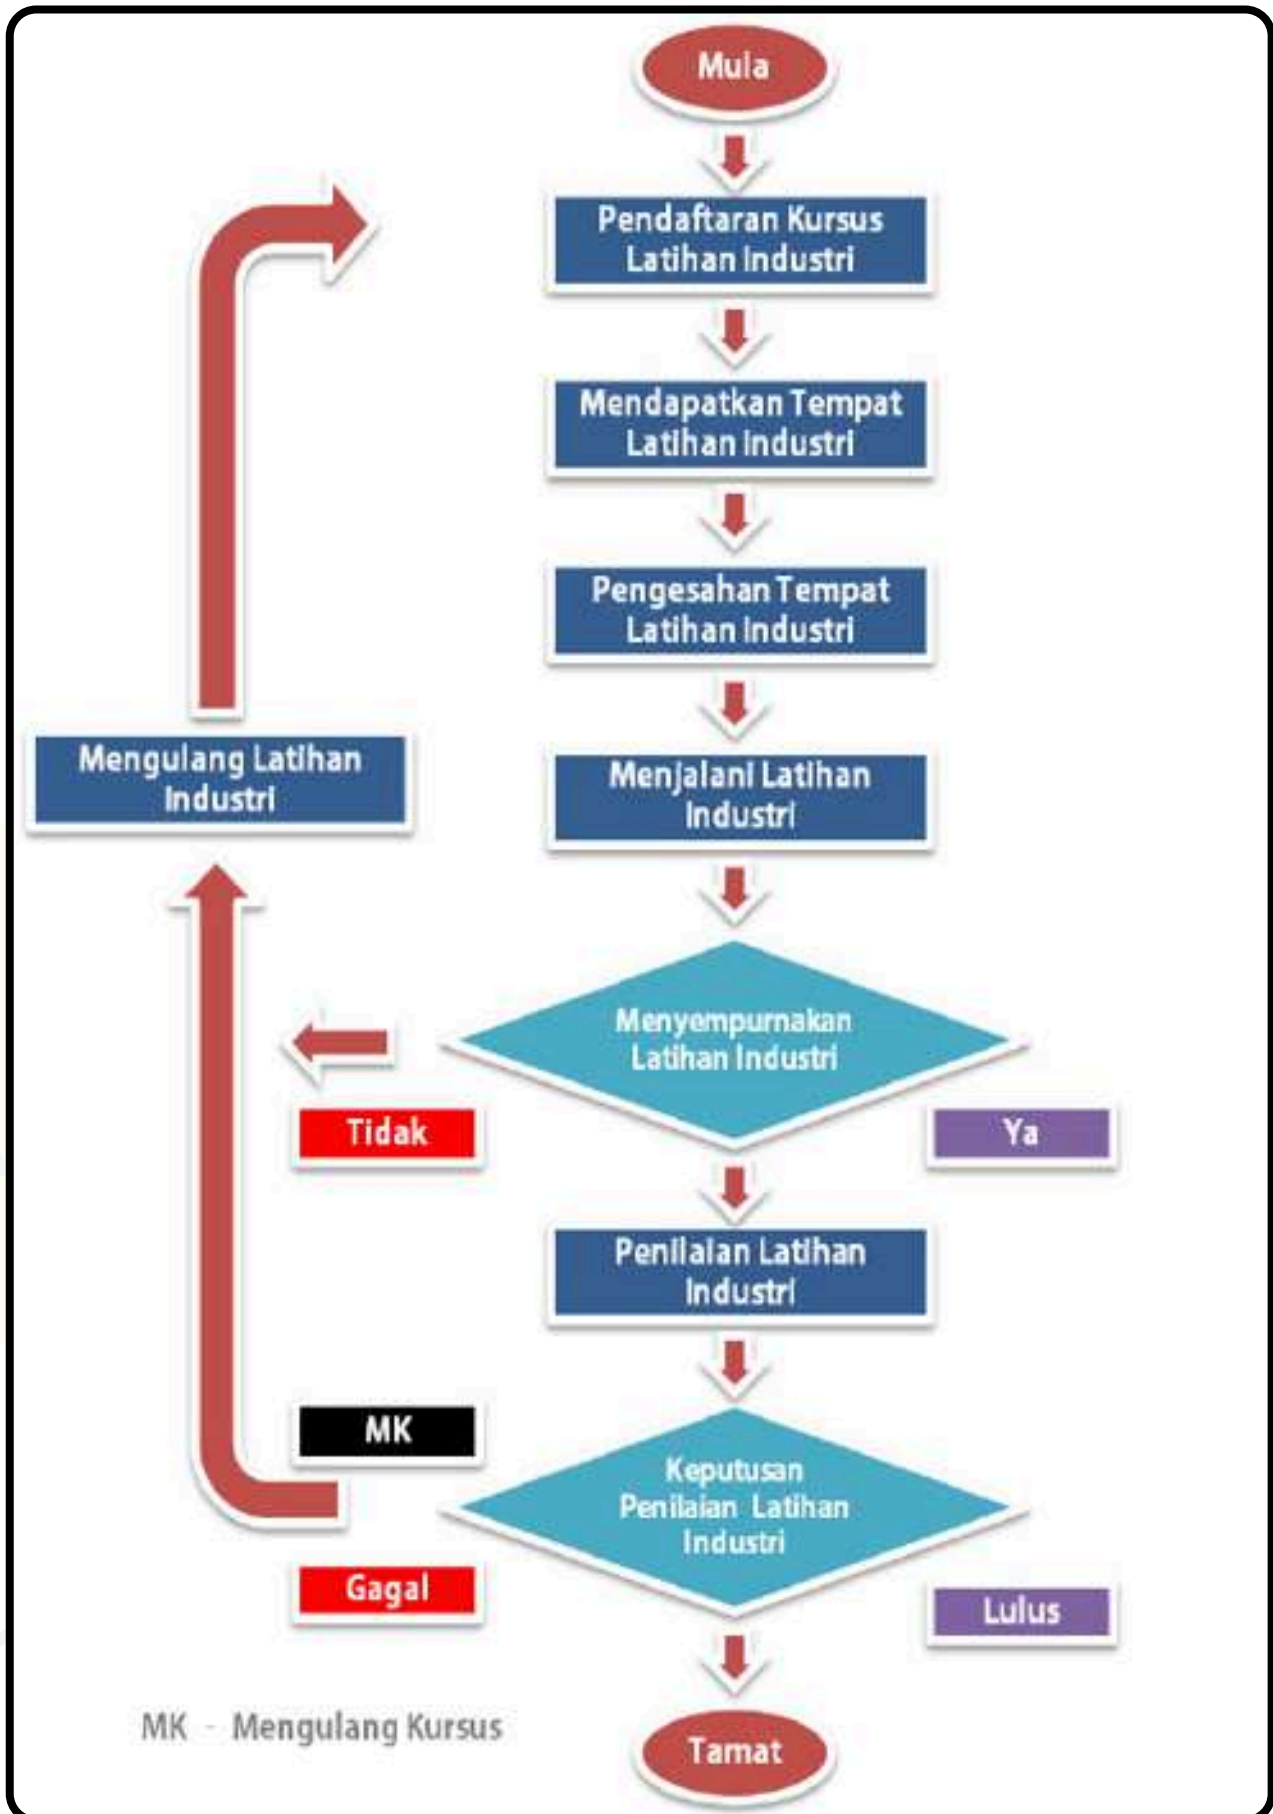 Mula
Pendaftaran Kursus
Latihan Industri
Mendapatkan Tempat
Latihan Industri
Pengesahan Tempat
Latihan Industri
Mengulang Latihan
Industri
Menjalani Latihan
Industri
Menyempurnakan
Latihan Industri
Tidak
Ya
Penilaian Latihan
Industri
MK
Keputusan
Penilaian Latihan
Industri
Gagal
Lulus
MK - Mengulang Kursus
Tamat